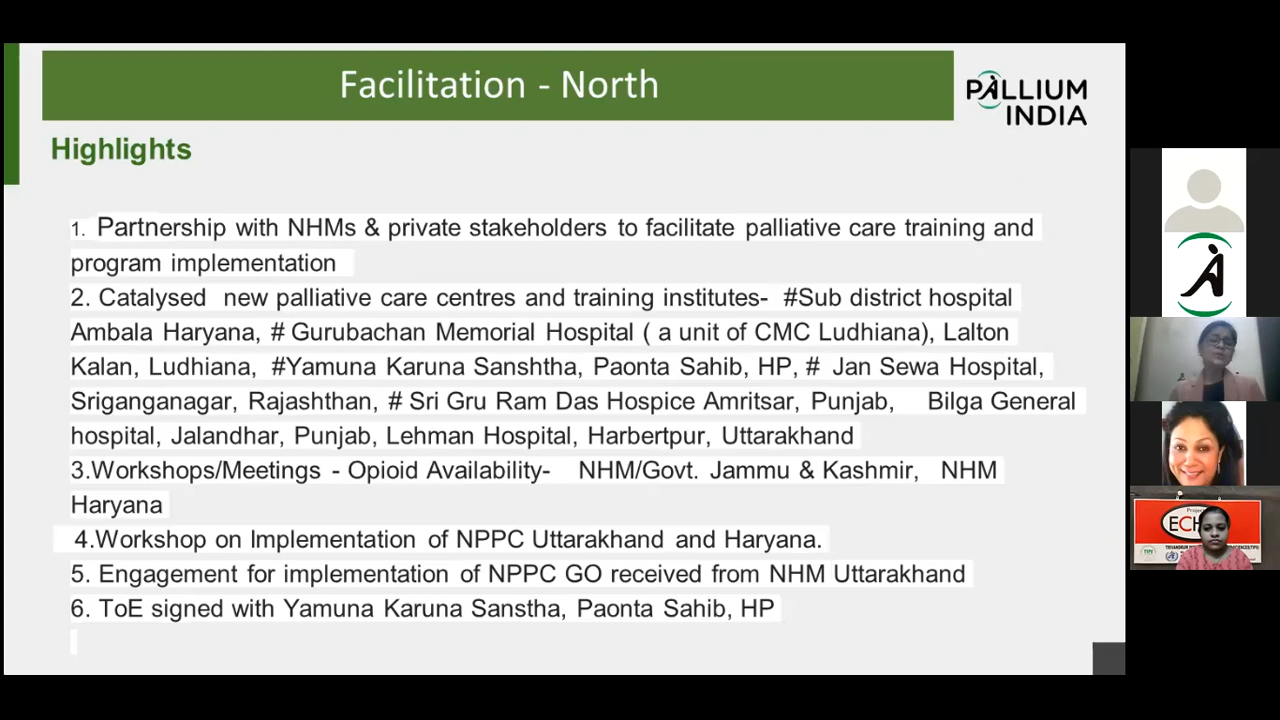 Facilitation - North
PALLIUM
INDIA
Highlights
1. Partnership with NHMs & private stakeholders to facilitate palliative care training and
program implementation
2. Catalysed new palliative care centres and training institutes- #Sub district hospital
Ambala Haryana, # Gurubachan Memorial Hospital ( a unit of CMC Ludhiana), Lalton
Kalan, Ludhiana, #Yamuna Karuna Sanshtha, Paonta Sahib, HP, # Jan Sewa Hospital,
Sriganganagar, Rajashthan, # Sri Gru Ram Das Hospice Amritsar, Punjab, Bilga General
hospital, Jalandhar, Punjab, Lehman Hospital, Harbertpur, Uttarakhand
3.Workshops/Meetings - Opioid Availability- NHM/Govt. Jammu & Kashmir, NHM
Haryana
4.Workshop on Implementation of NPPC Uttarakhand and Haryana.
5. Engagement for implementation of NPPC GO received from NHM Uttarakhand
6. ToE signed with Yamuna Karuna Sanstha, Paonta Sahib, HP